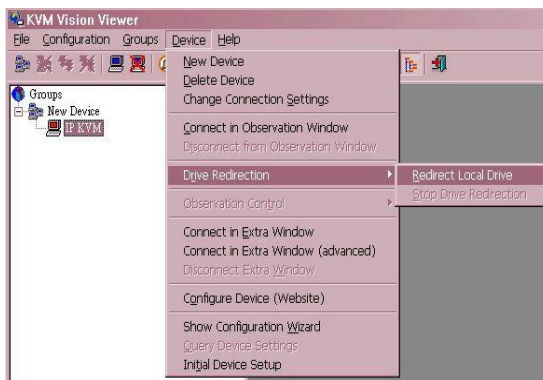 KVM Vision Viewer
File Configuration Groups Device Help
Groups
New Device
IP KVM
New Device
Delete Device
Change Connection Settings
Connect in Observation Window
Disconnect from Observation Window
Drive Redirection
Redirect Local Drive
Stop Drive Redirection
Observation Control
Connect in Extra Window
Connect in Extra Window (advanced)
Disconnect Extra Window
Configure Device (Website)
Show Configuration Wizard
Query Device Settings
Initial Device Setup